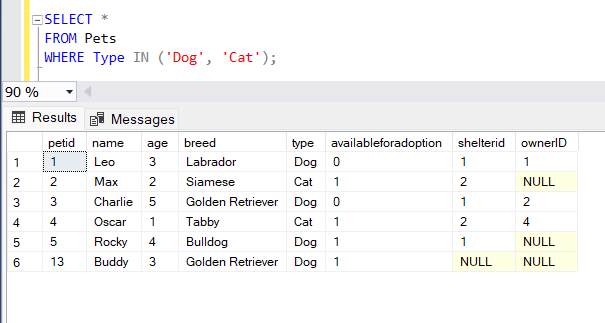 SELECT *
FROM Pets
WHERE Type IN ('Dog', 'Cat');
90 %
Results Messages
petid name age breed type availableforadoption shelterid ownerID
1 1 Leo 3 Labrador Dog 0 1 1
2 2 Max 2 Siamese Cat 1 2 NULL
3 3 Charlie 5 Golden Retriever Dog 0 1 2
4 4 Oscar 1 Tabby Cat 1 2 4
5 5 Rocky 4 Bulldog Dog 1 1 NULL
6 13 Buddy 3 Golden Retriever Dog 1 NULL NULL